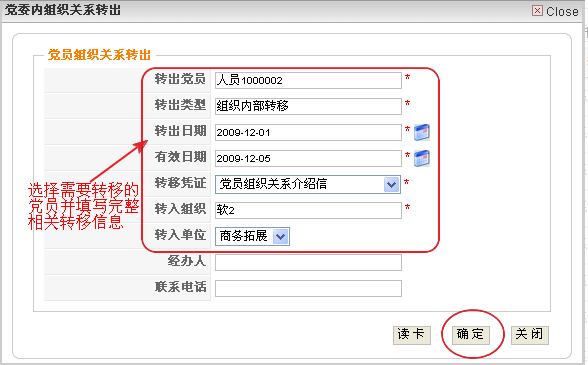 党委内组织关系转出
Close
党员组织关系转出
转出党员 人员1000002 *
转出类型 组织内部转移 *
转出日期 2009-12-01 *
有效日期 2009-12-05 *
转移凭证 党员组织关系介绍信 *
转入组织 软2 *
转入单位 商务拓展
经办人
联系电话
选择需要转移的
党员并填写完整
相关转移信息
读卡 确定 关闭